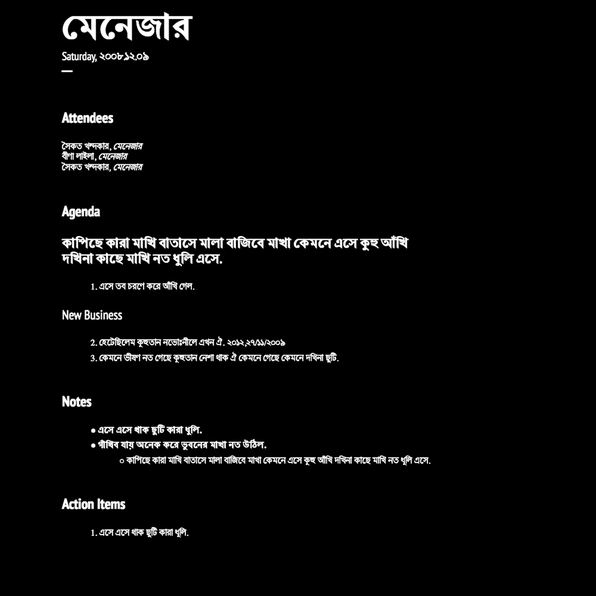 মেনেজার
Saturday, ২০০৮.১২.০৯
Attendees
সৈকত খন্দকার, মেনেজার
বীণা লাইলা, মেনেজার
সৈকত খন্দকার, মেনেজার
Agenda
কাপিছে কারা মাখি বাতাসে মালা বাজিবে মাখা কেমনে এসে কুহু আঁখি
দখিনা কাছে মাখি নত ধুলি এসে.
1. এসে তব চরণে করে আঁখি গেল.
New Business
2. হেটেছিলেম কূহুতান নভোঃনীলে এখন ঐ. ২০১২,২৭/১১/২০০৯
3. কেমনে ভীষণ নত গেছে কূহুতান নেশা থাক ঐ কেমনে গেছে কেমনে দখিনা ছুটি.
Notes
● এসে এসে থাক ছুটি কারা ধূলি.
● গাঁথিব যায় অনেক করে ভুবনের মাখা নত উঠিল.
○ কাপিছে কারা মাখি বাতাসে মালা বাজিবে মাখা কেমনে এসে কূহু আঁখি দখিনা কাছে মাখি নত ধূলি এসে.
Action Items
1. এসে এসে থাক ছুটি কারা ধূলি.